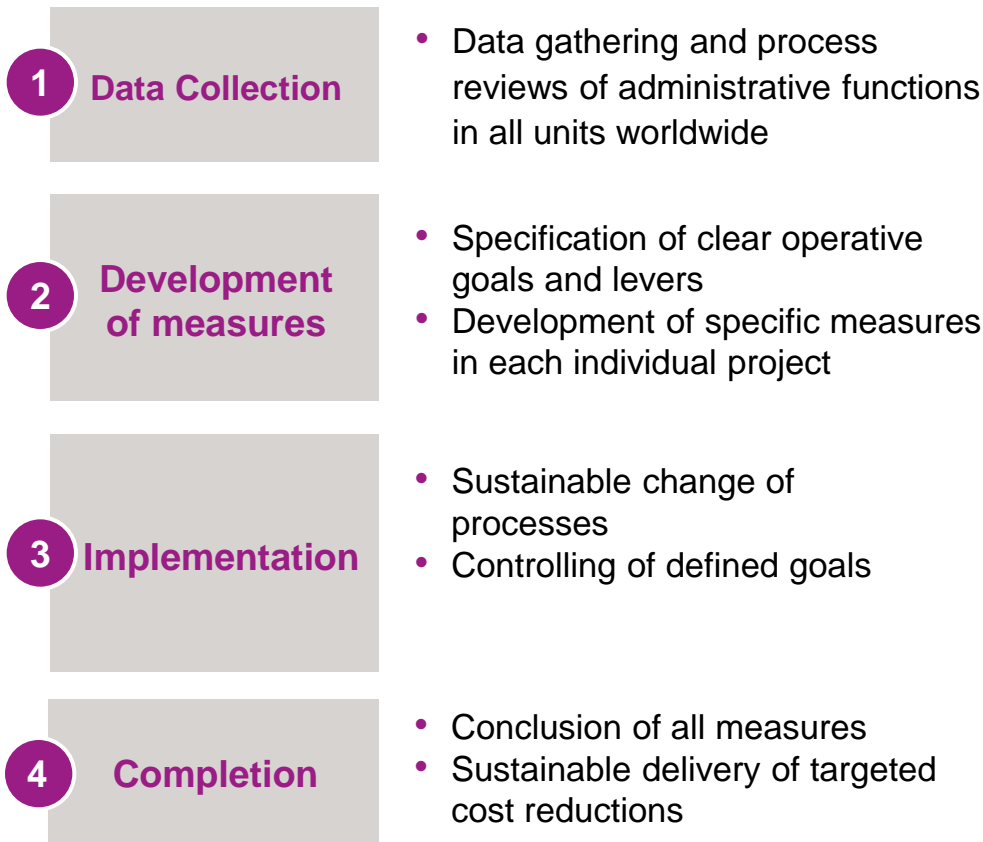 1
Data Collection
• Data gathering and process
reviews of administrative functions
in all units worldwide
2
Development
of measures
• Specification of clear operative
goals and levers
• Development of specific measures
in each individual project
3
Implementation
• Sustainable change of
processes
• Controlling of defined goals
4
Completion
• Conclusion of all measures
• Sustainable delivery of targeted
cost reductions